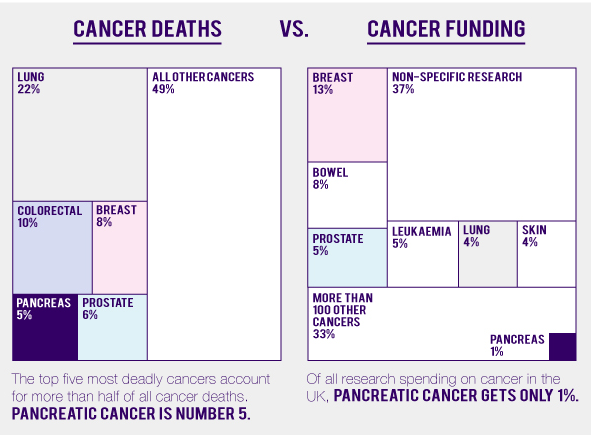 CANCER DEATHS VS. CANCER FUNDING
LUNG
22%
ALL OTHER CANCERS
49%
COLORECTAL
10%
BREAST
8%
PANCREAS
5%
PROSTATE
6%
The top five most deadly cancers account
for more than half of all cancer deaths.
PANCREATIC CANCER IS NUMBER 5.
BREAST
13%
NON-SPECIFIC RESEARCH
37%
BOWEL
8%
PROSTATE
5%
LEUKAEMIA
5%
LUNG
4%
SKIN
4%
MORE THAN
100 OTHER
CANCERS
33%
PANCREAS
1%
Of all research spending on cancer in the
UK, PANCREATIC CANCER GETS ONLY 1%.